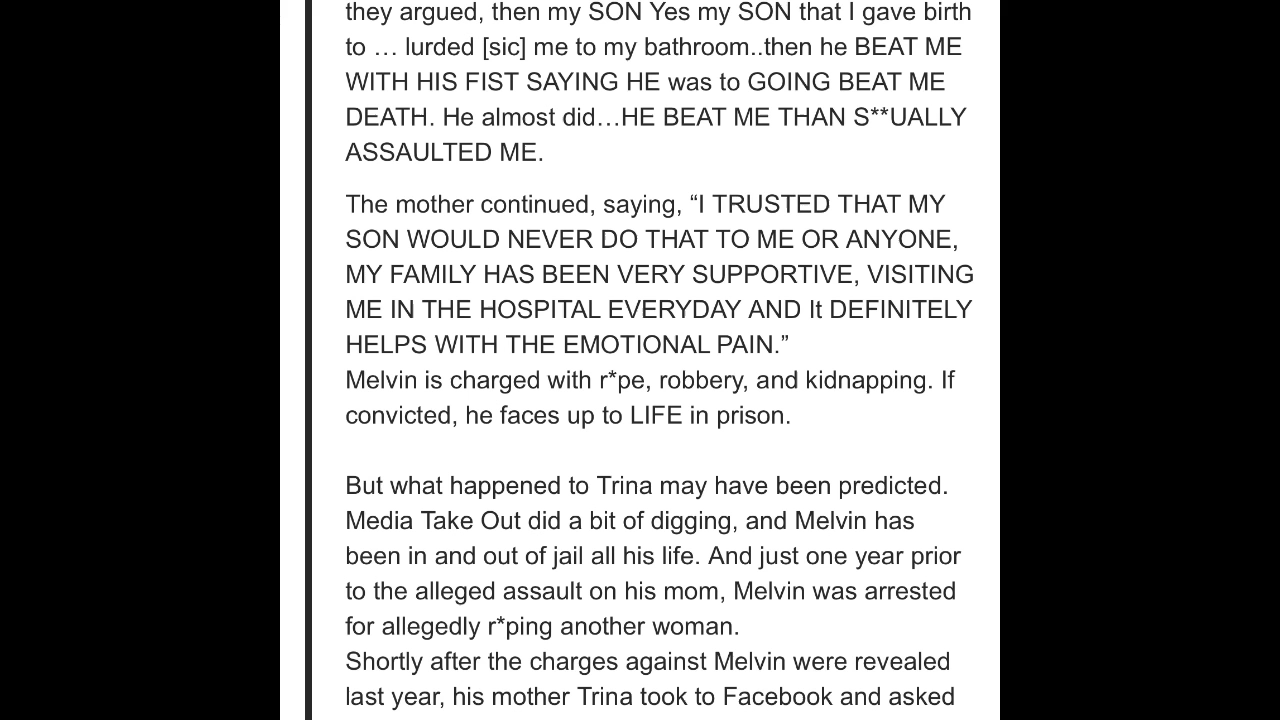 they argued, then my SON Yes my SON that I gave birth
to … lurded [sic] me to my bathroom..then he BEAT ME
WITH HIS FIST SAYING HE was to GOING BEAT ME
DEATH. He almost did…HE BEAT ME THAN S**UALLY
ASSAULTED ME.
The mother continued, saying, “I TRUSTED THAT MY
SON WOULD NEVER DO THAT TO ME OR ANYONE,
MY FAMILY HAS BEEN VERY SUPPORTIVE, VISITING
ME IN THE HOSPITAL EVERYDAY AND It DEFINITELY
HELPS WITH THE EMOTIONAL PAIN.”
Melvin is charged with r*pe, robbery, and kidnapping. If
convicted, he faces up to LIFE in prison.
But what happened to Trina may have been predicted.
Media Take Out did a bit of digging, and Melvin has
been in and out of jail all his life. And just one year prior
to the alleged assault on his mom, Melvin was arrested
for allegedly r*ping another woman.
Shortly after the charges against Melvin were revealed
last year, his mother Trina took to Facebook and asked